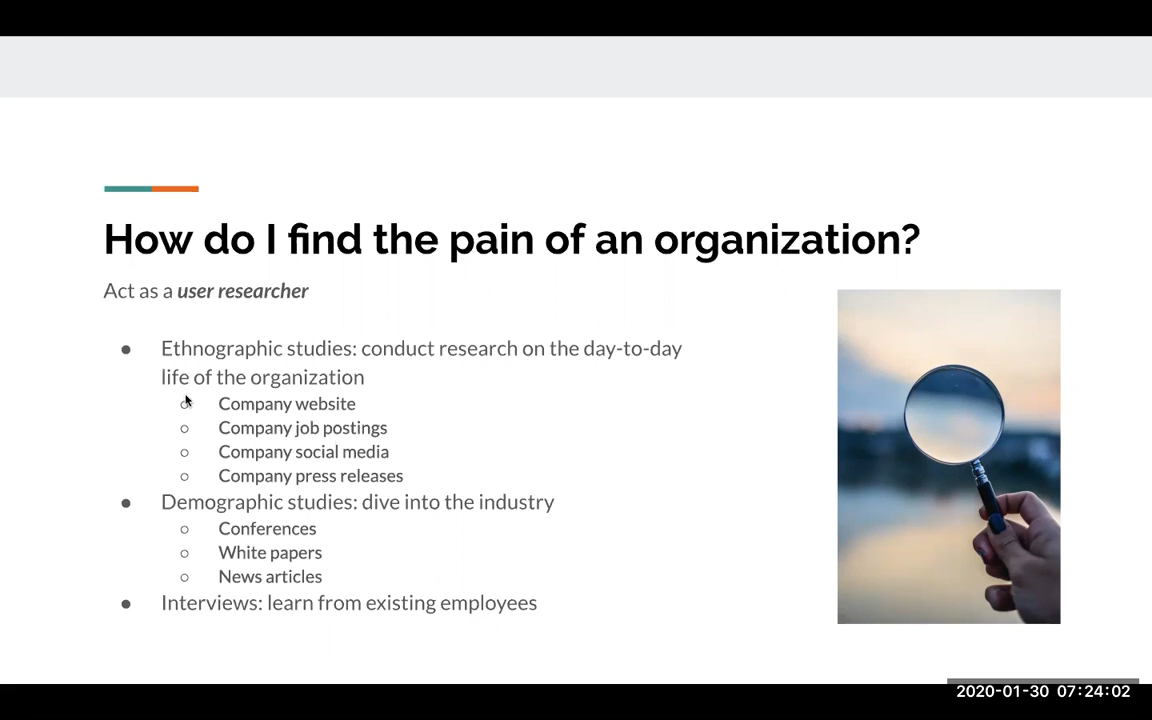 How do I find the pain of an organization?
Act as a user researcher
● Ethnographic studies: conduct research on the day-to-day
life of the organization
○ Company website
○ Company job postings
○ Company social media
○ Company press releases
● Demographic studies: dive into the industry
○ Conferences
○ White papers
○ News articles
● Interviews: learn from existing employees
2020-01-30 07:24:02